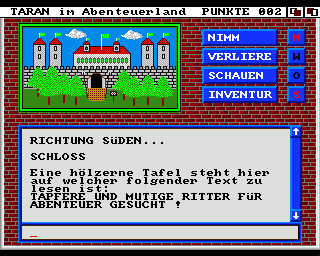 TARAN im Abenteuerland PUNKTE 002
NIMM N
VERLIERE W
SCHAUEN O
INVENTUR S
RICHTUNG SüDEN...
SCHLOSS
Eine hölzerne Tafel steht hier
auf welcher folgender Text zu
lesen ist:
TAPFERE UND MUTIGE RITTER FüR
ABENTEUER GESUCHT !